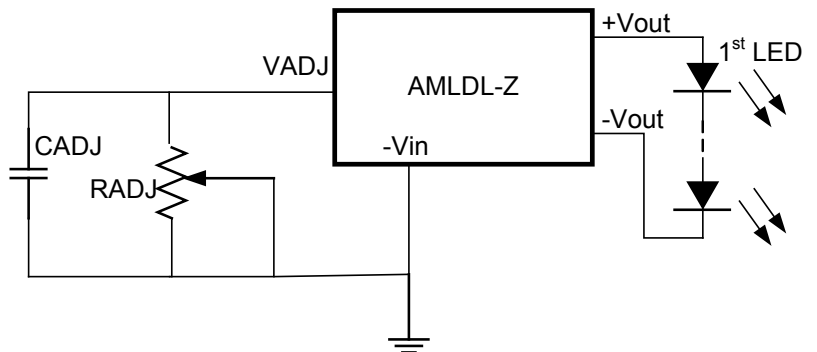 +Vout
1st LED
VADJ
AMLDL-Z
-Vout
CADJ
-Vin
RADJ